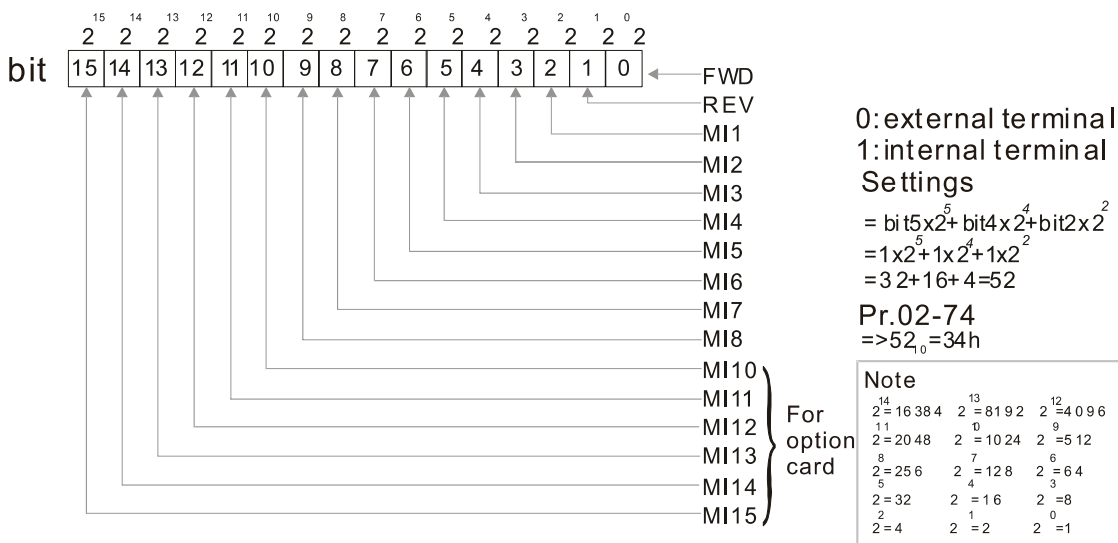 15 14 13 12 11 10 9 8 7 6 5 4 3 2 1 0
2 2 2 2 2 2 2 2 2 2 2 2 2 2 2 2
bit 15 14 13 12 11 10 9 8 7 6 5 4 3 2 1 0
FWD
REV
MI1
MI2
MI3
MI4
MI5
MI6
MI7
MI8
MI10
MI11
MI12
MI13
MI14
MI15
For
option
card
0:external terminal
1:internal terminal
Settings
= bit5x2^5+bit4x2^4+bit2x2^2
=1x2^5+1x2^4+1x2^2
=32+16+4=52
Pr.02-74
=>52₁₀=34h
Note
2^14=16384 2^13=8192 2^12=4096
2^11=2048 2^10=1024 2^9=512
2^8=256 2^7=128 2^6=64
2^5=32 2^4=16 2^3=8
2^2=4 2^1=2 2^0=1